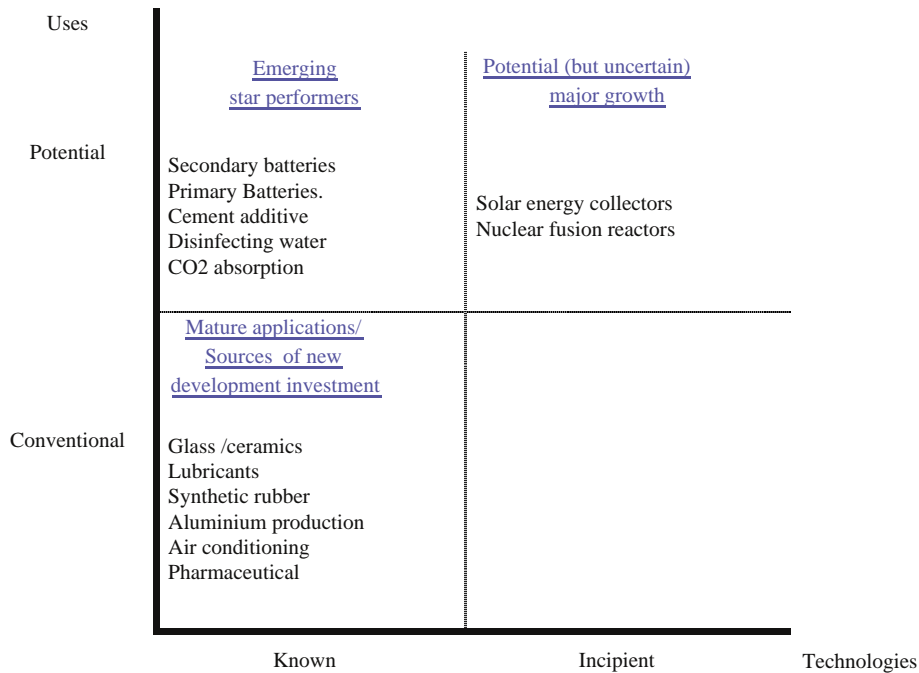 Uses
Emerging
star performers
Potential (but uncertain)
major growth
Potential
Secondary batteries
Primary Batteries.
Cement additive
Disinfecting water
CO2 absorption
Solar energy collectors
Nuclear fusion reactors
Mature applications/
Sources of new
development investment
Conventional
Glass /ceramics
Lubricants
Synthetic rubber
Aluminium production
Air conditioning
Pharmaceutical
Known
Incipient
Technologies